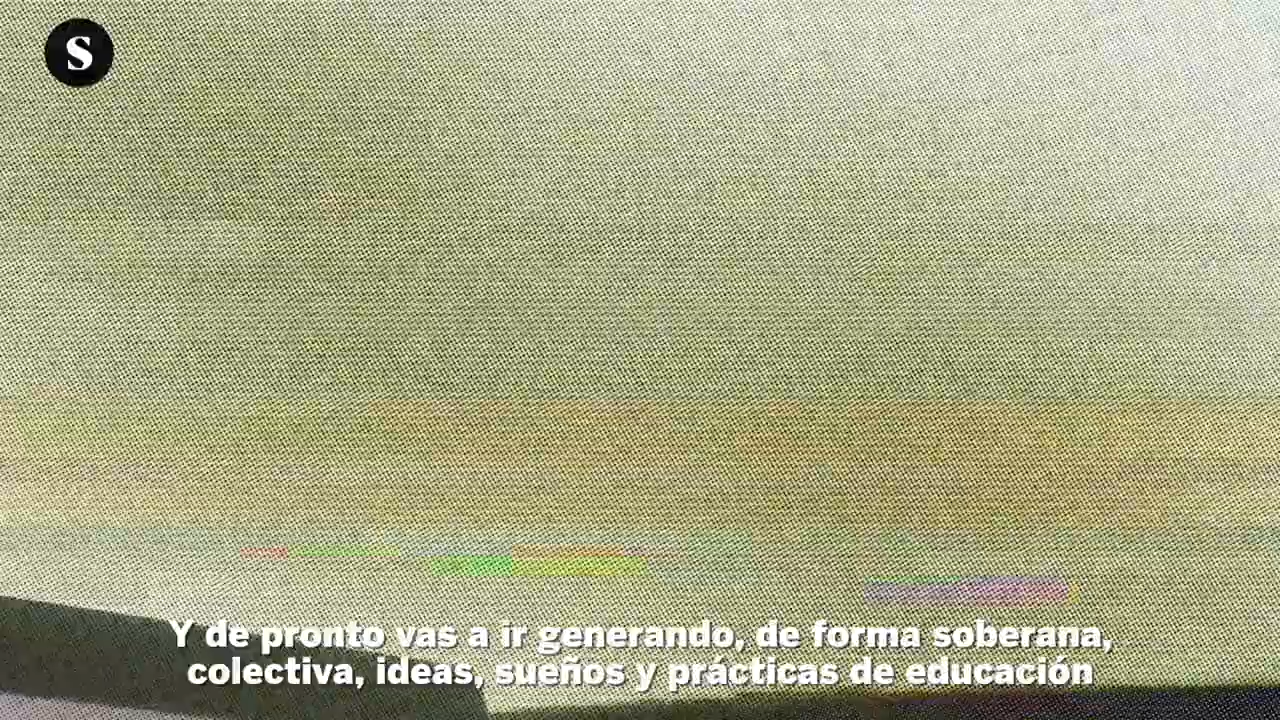 S
Y de pronto vas a ir generando, de forma soberana,
colectiva, ideas, sueños y prácticas de educación